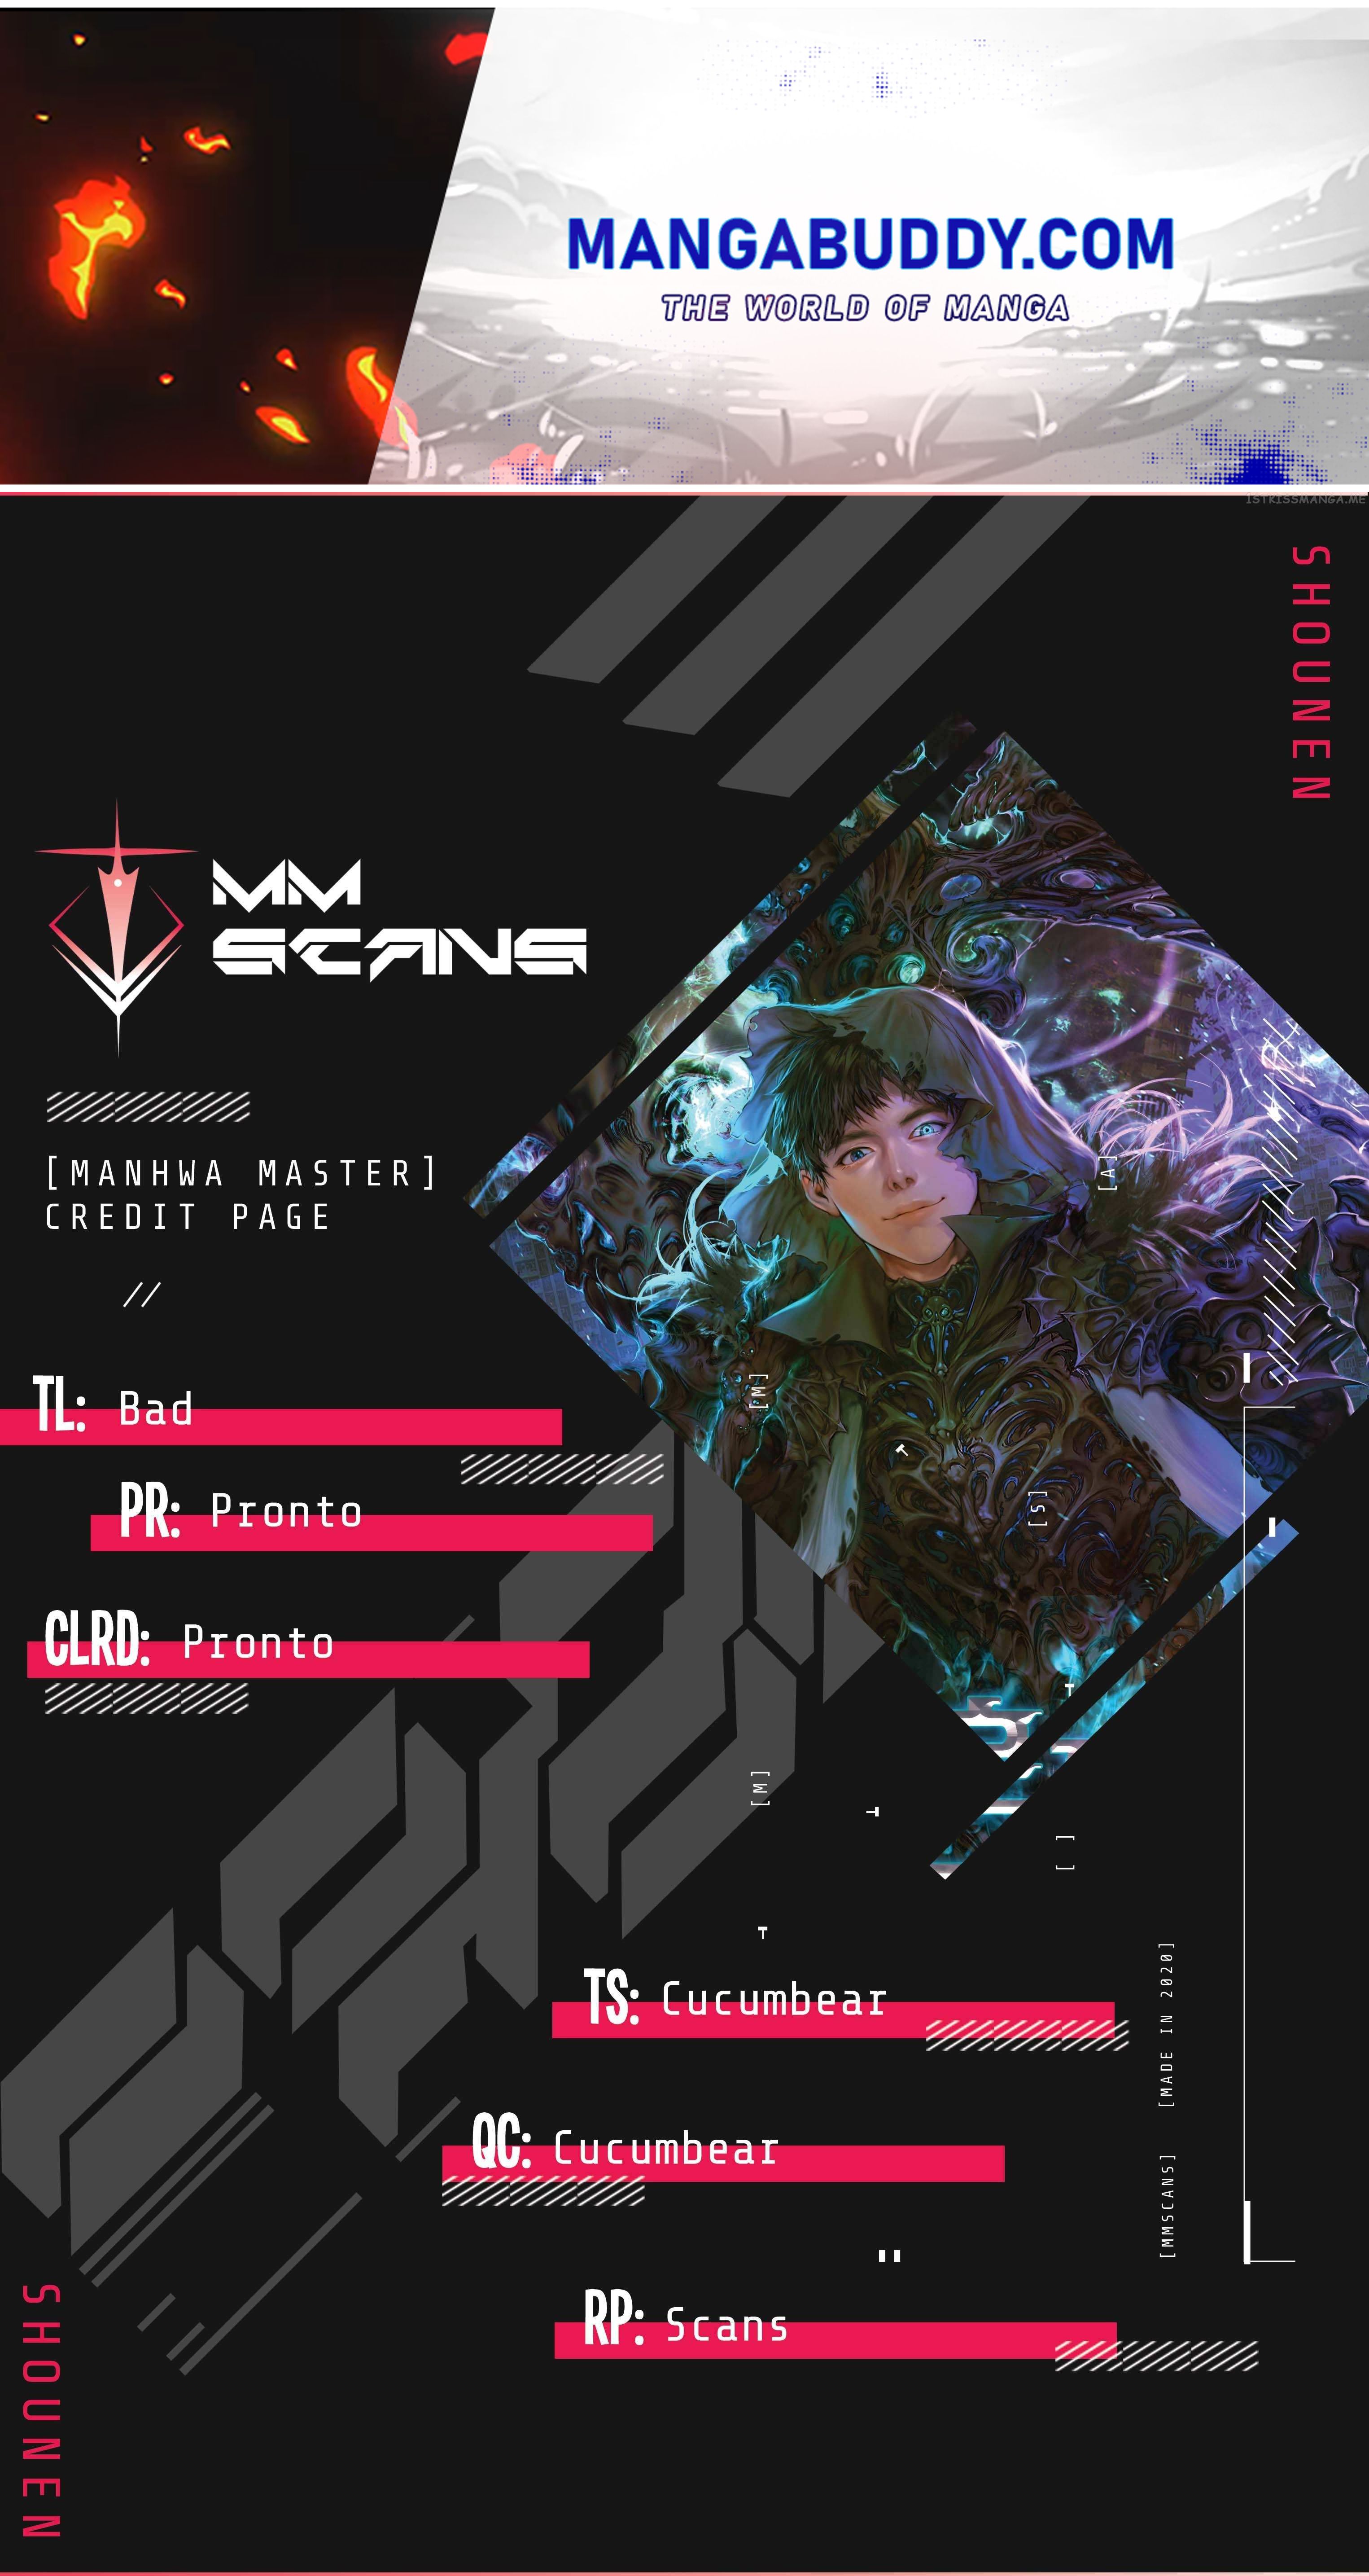 MANGABUDDY.COM
THE WORLD OF MANGA
1STKISSMANGA.ME
SHOUNEN
MM
SCANS
[MANHWA MASTER]
CREDIT PAGE
//
[A]
TL: Bad
[M]
PR: Pronto
[S]
CLRD: Pronto
[M]
[ ]
TS: Cucumbear
[MADE IN 2020]
QC: Cucumbear
[MMSCANS]
RP: Scans
SHOUNEN